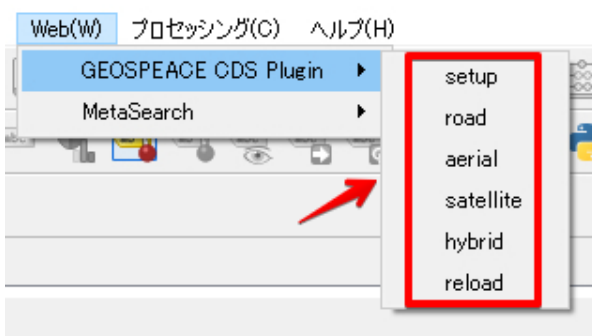 Web(W) プロセッシング(C) ヘルプ(H)
GEOSPEACE CDS Plugin
MetaSearch
setup
road
aerial
satellite
hybrid
reload